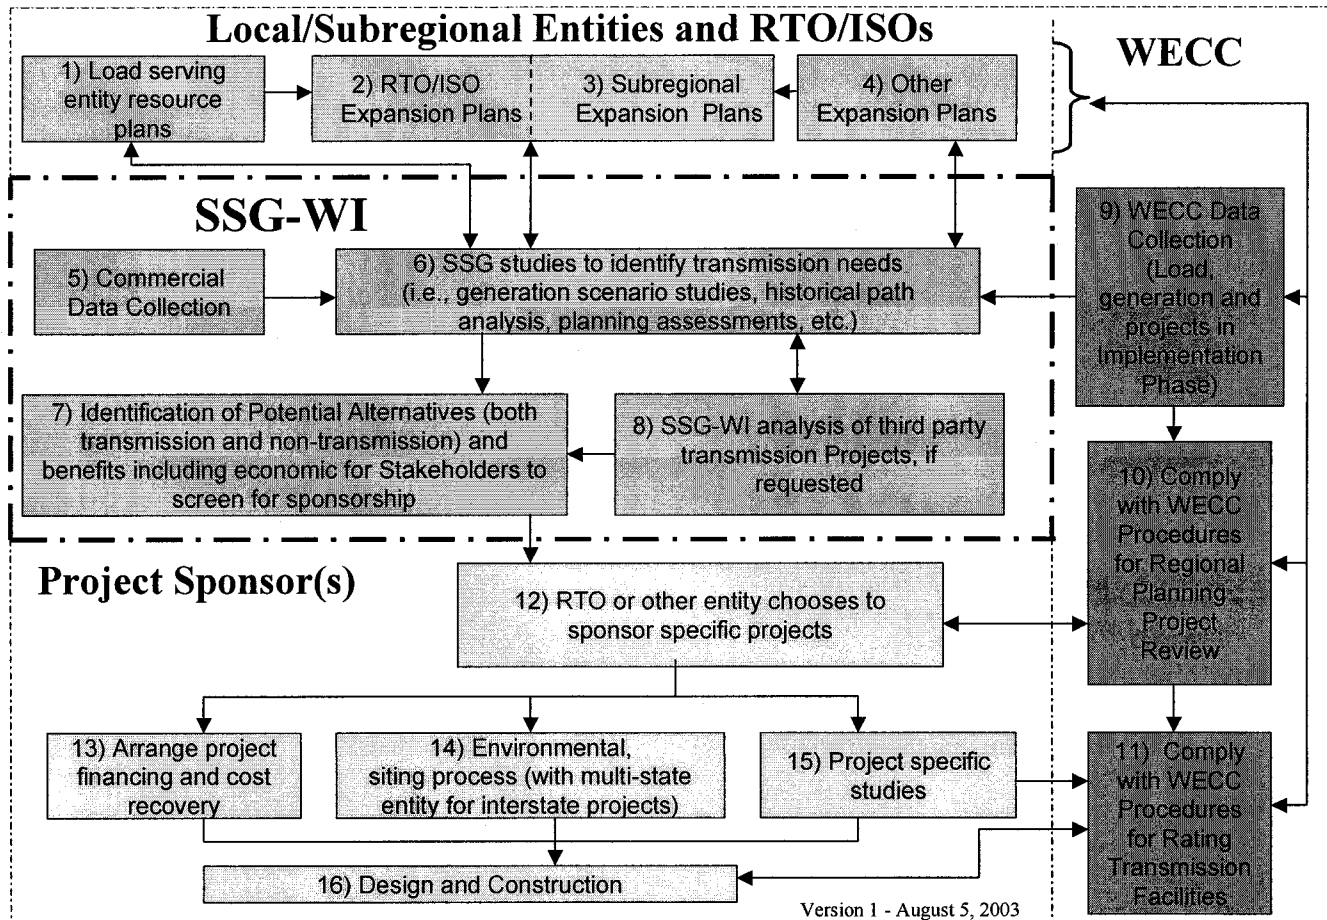 Local/Subregional Entities and RTO/ISOs
WECC
1) Load serving
entity resource
plans
2) RTO/ISO
Expansion Plans
3) Subregional
Expansion Plans
4) Other
Expansion Plans
SSG-WI
5) Commercial
Data Collection
6) SSG studies to identify transmission needs
(i.e., generation scenario studies, historical path
analysis, planning assessments, etc.)
9) WECC Data
Collection
(Load,
generation and
projects in
Implementation
Phase)
7) Identification of Potential Alternatives (both
transmission and non-transmission) and
benefits including economic for Stakeholders to
screen for sponsorship
8) SSG-WI analysis of third party
transmission Projects, if
requested
10) Comply
with WECC
Procedures
for Regional
Planning
Project
Review
Project Sponsor(s)
12) RTO or other entity chooses to
sponsor specific projects
13) Arrange project
financing and cost
recovery
14) Environmental,
siting process (with multi-state
entity for interstate projects)
15) Project specific
studies
11) Comply
with WECC
Procedures
for Rating
Transmission
Facilities
16) Design and Construction
Version 1 - August 5, 2003